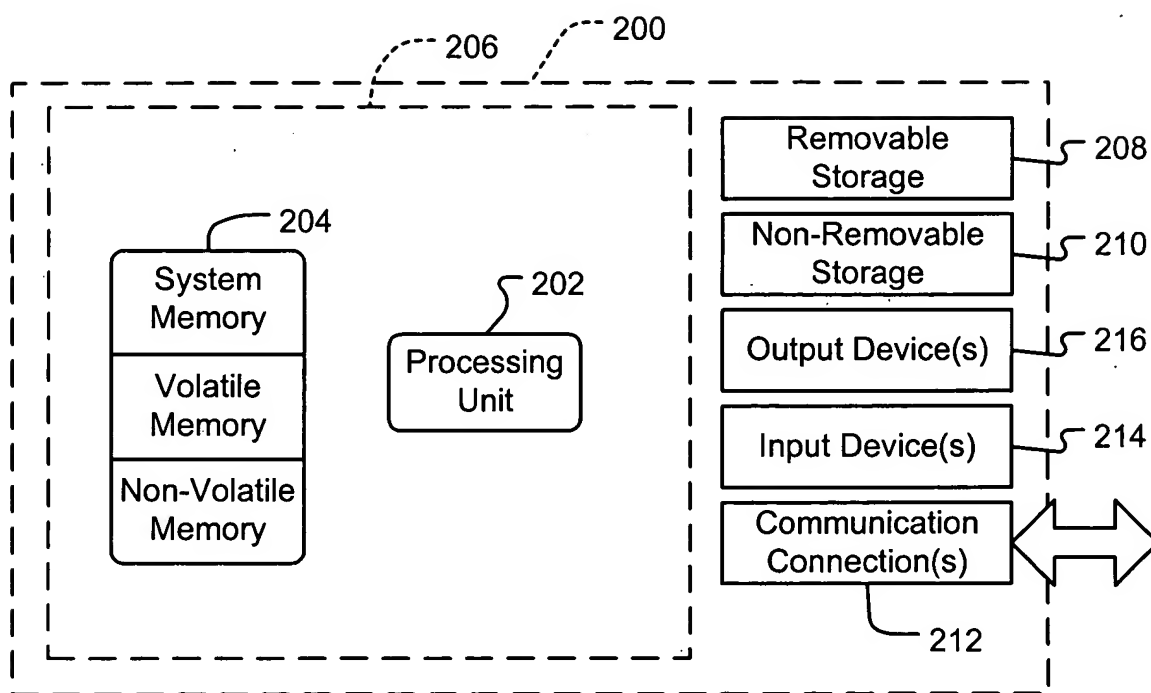 200
206
Removable
Storage
208
204
Non-Removable
Storage
210
System
Memory
202
Processing
Unit
Output Device(s)
216
Volatile
Memory
Input Device(s)
214
Non-Volatile
Memory
Communication
Connection(s)
212